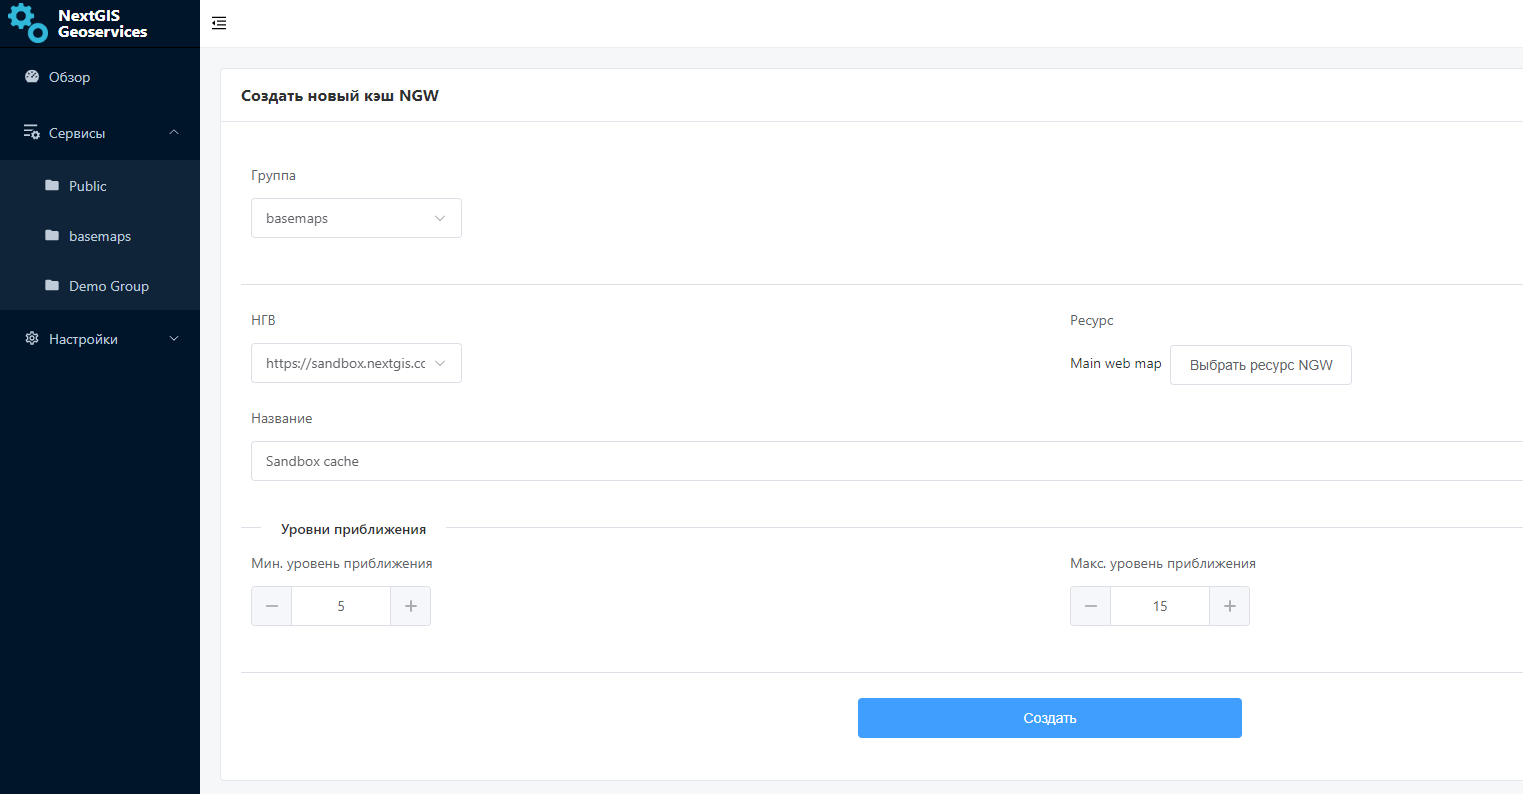 NextGIS
Geoservices
Обзор
Сервисы
Public
basemaps
Demo Group
Настройки
Создать новый кэш NGW
Группа
basemaps
НГВ
Ресурс
https://sandbox.nextgis.cc
Main web map
Выбрать ресурс NGW
Название
Sandbox cache
Уровни приближения
Мин. уровень приближения
Макс. уровень приближения
5
15
Создать